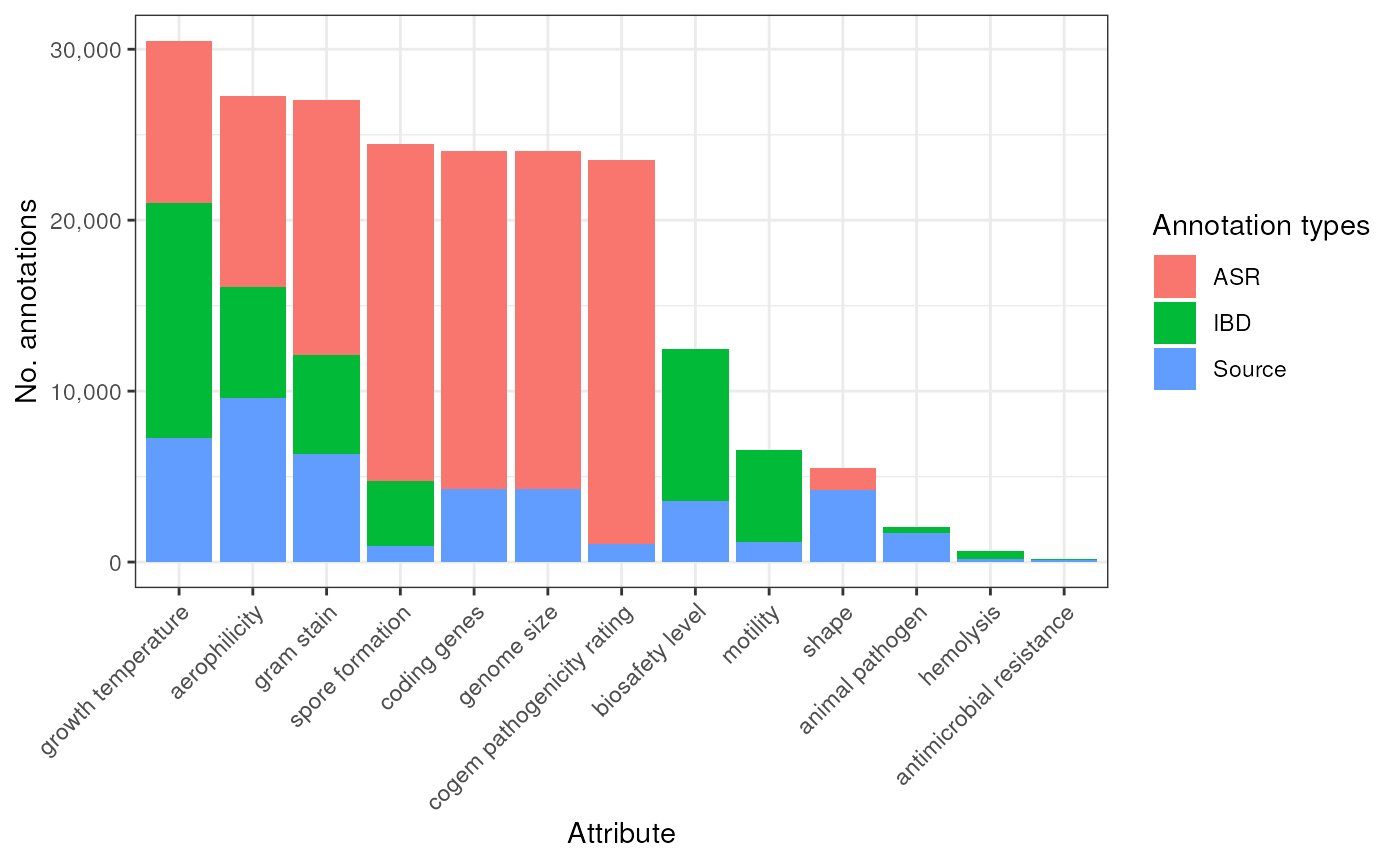 30,000
20,000
10,000
0
No. annotations
growth temperature
aerophilicity
gram stain
spore formation
coding genes
genome size
cogem pathogenicity rating
biosafety level
motility
shape
animal pathogen
hemolysis
antimicrobial resistance
Attribute
Annotation types
ASR
IBD
Source